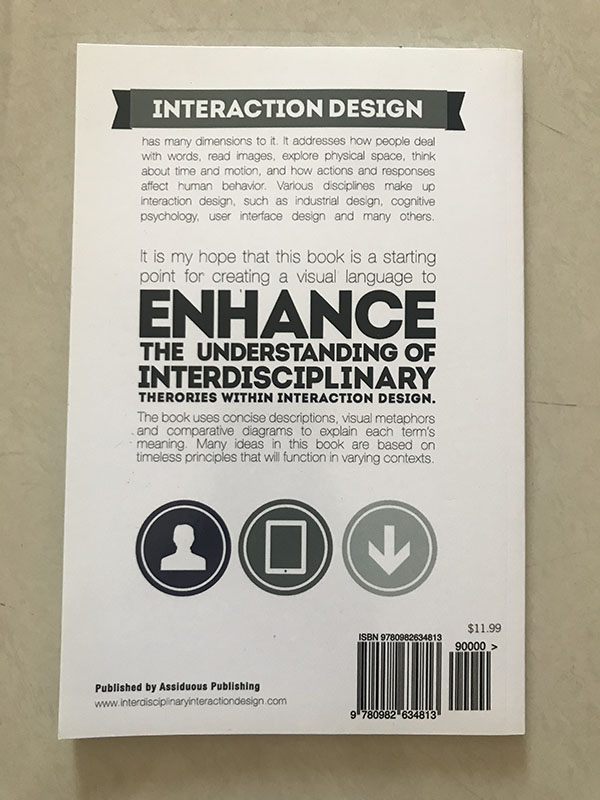 INTERACTION DESIGN
has many dimensions to it. It addresses how people deal
with words, read images, explore physical space, think
about time and motion, and how actions and responses
affect human behavior. Various disciplines make up
interaction design, such as industrial design, cognitive
psychology, user interface design and many others.
It is my hope that this book is a starting
point for creating a visual language to
ENHANCE
THE UNDERSTANDING OF
INTERDISCIPLINARY
THERORIES WITHIN INTERACTION DESIGN.
The book uses concise descriptions, visual metaphors
and comparative diagrams to explain each term's
meaning. Many ideas in this book are based on
timeless principles that will function in varying contexts.
$11.99
ISBN 9780982634813
90000 >
9 780982 634813
Published by Assiduous Publishing
www.interdisciplinaryinteractiondesign.com